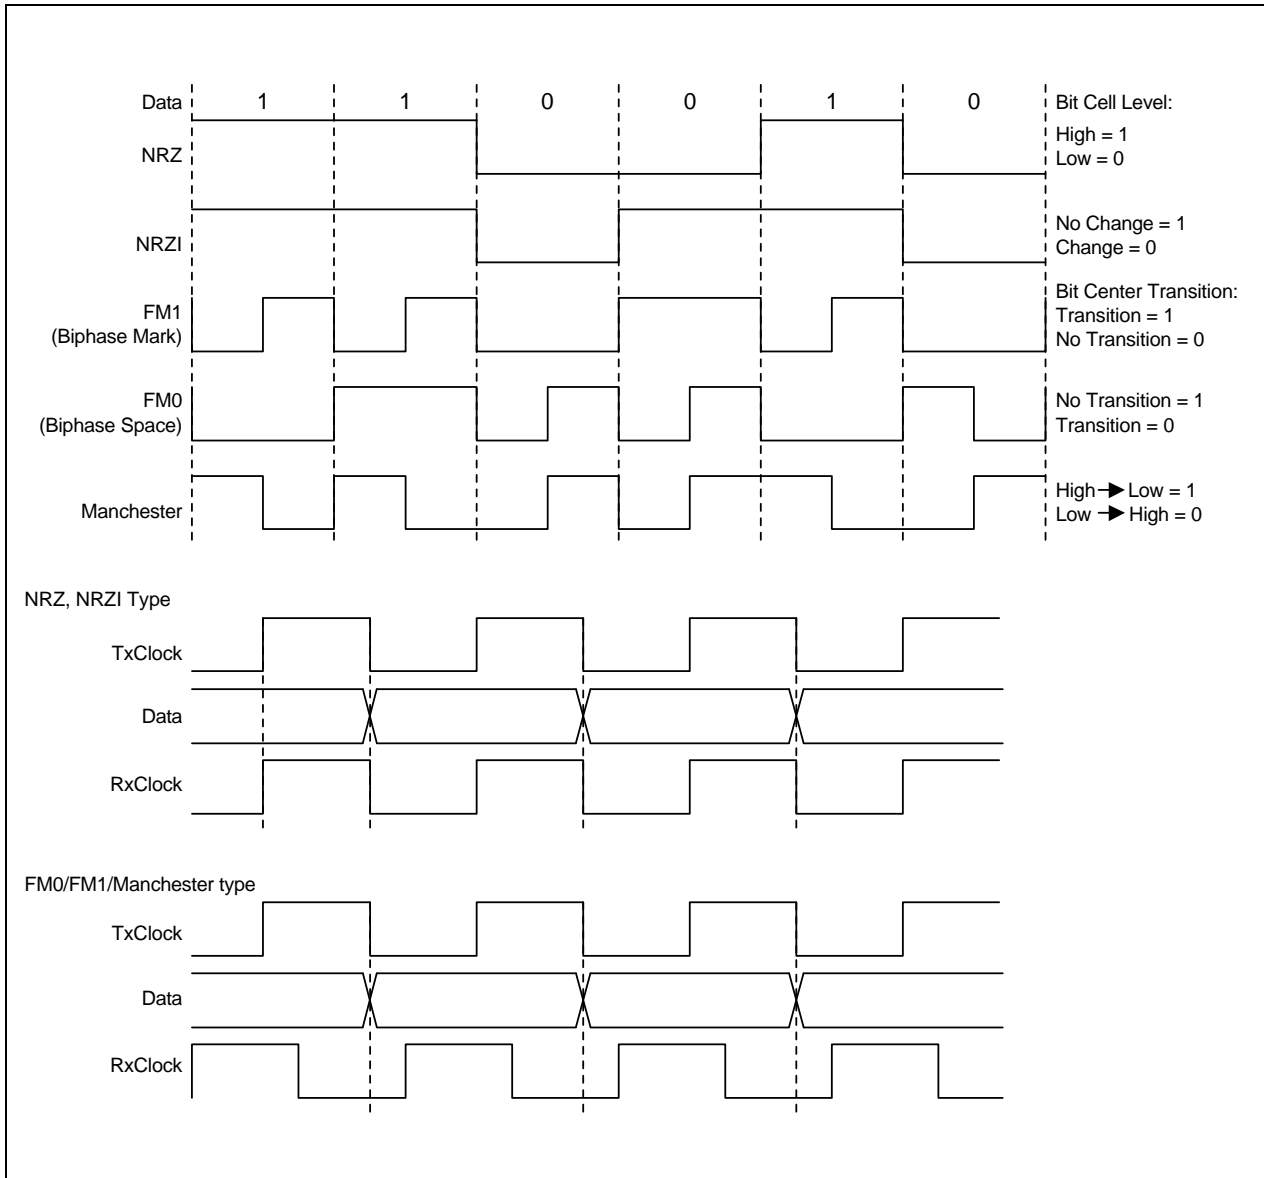 Data 1 1 0 0 1 0 Bit Cell Level:
NRZ
High = 1
Low = 0
NRZI
No Change = 1
Change = 0
FM1
(Biphase Mark)
Bit Center Transition:
Transition = 1
No Transition = 0
FM0
(Biphase Space)
No Transition = 1
Transition = 0
Manchester
High → Low = 1
Low → High = 0
NRZ, NRZI Type
TxClock
Data
RxClock
FM0/FM1/Manchester type
TxClock
Data
RxClock